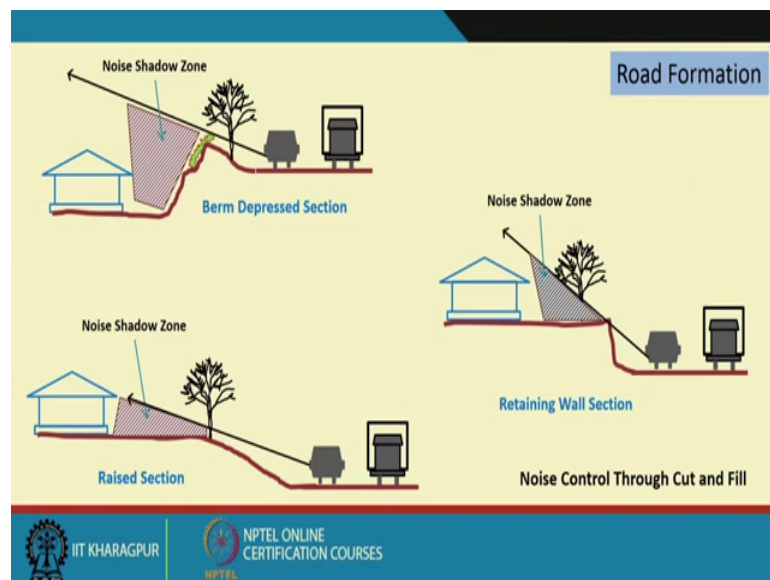 Road Formation
Noise Shadow Zone
Berm Depressed Section
Noise Shadow Zone
Retaining Wall Section
Noise Shadow Zone
Raised Section
Noise Control Through Cut and Fill
IIT KHARAGPUR
NPTEL
NPTEL ONLINE
CERTIFICATION COURSES